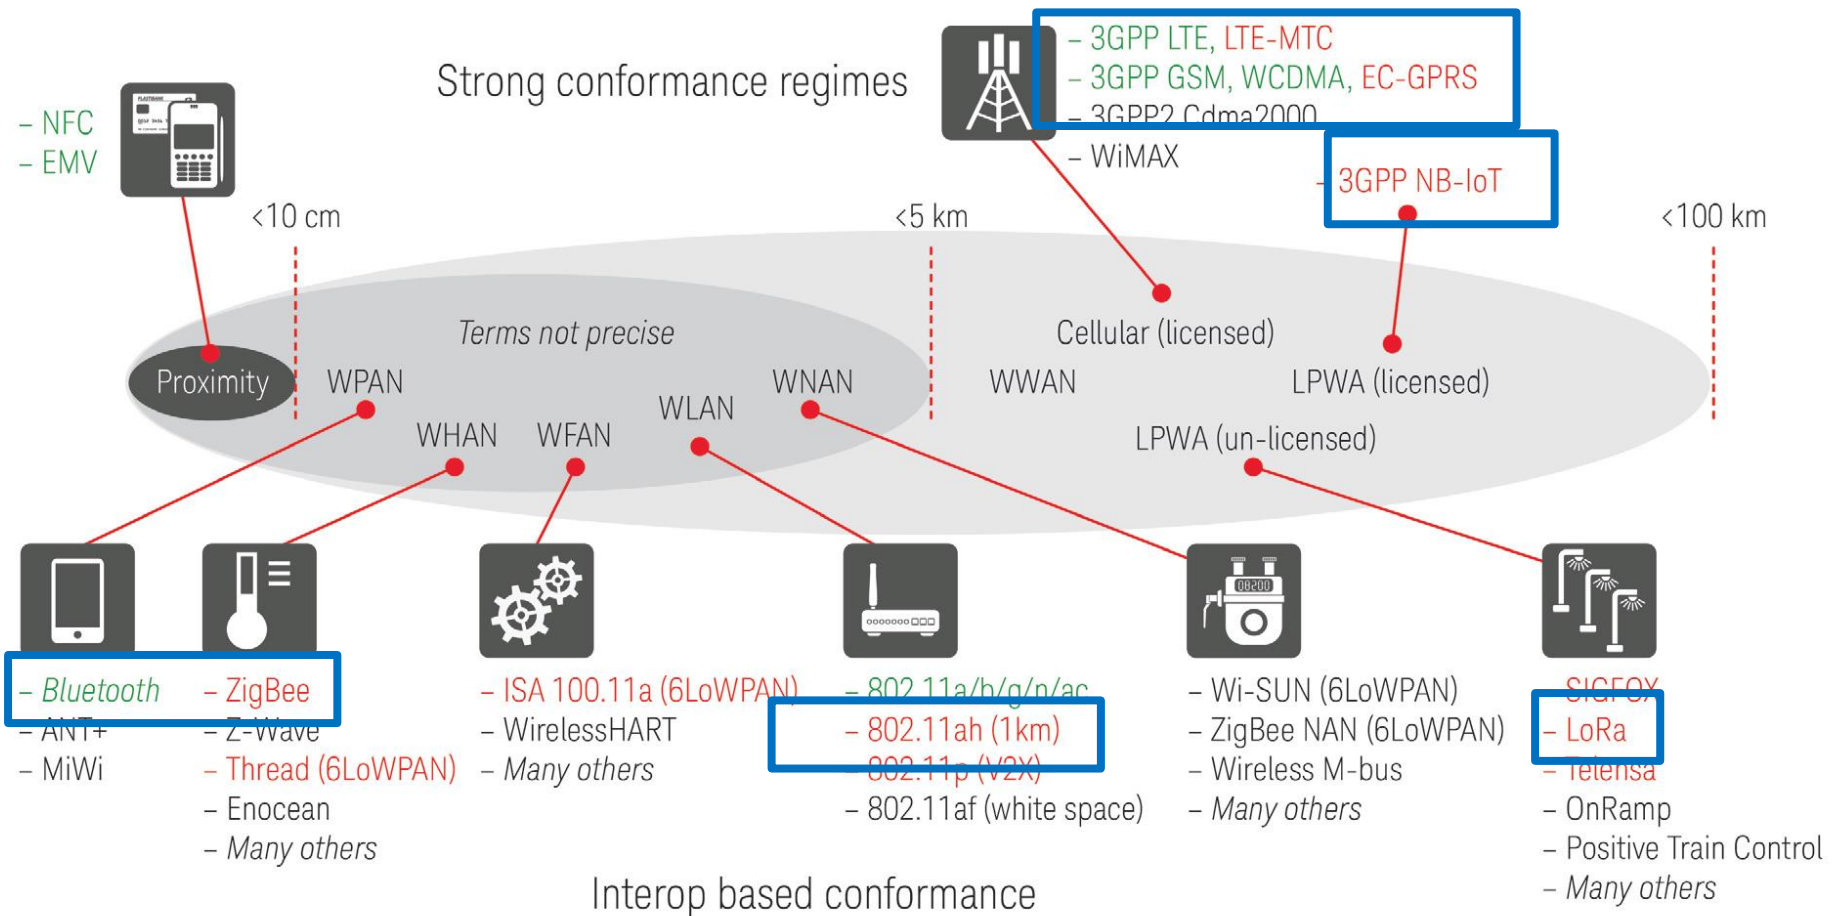 Strong conformance regimes
– 3GPP LTE, LTE-MTC
– 3GPP GSM, WCDMA, EC-GPRS
– 3GPP2 Cdma2000
– WiMAX
– 3GPP NB-IoT
– NFC
– EMV
<10 cm
<5 km
<100 km
Terms not precise
Proximity
WPAN
WHAN
WFAN
WLAN
WNAN
Cellular (licensed)
WWAN
LPWA (licensed)
LPWA (un-licensed)
08200
– Bluetooth
– ANT+
– MiWi
– ZigBee
– Z-Wave
– Thread (6LoWPAN)
– Enocean
– Many others
– ISA 100.11a (6LoWPAN)
– WirelessHART
– Many others
– 802.11a/b/g/n/ac
– 802.11ah (1km)
– 802.11p (V2X)
– 802.11af (white space)
– Wi-SUN (6LoWPAN)
– ZigBee NAN (6LoWPAN)
– Wireless M-bus
– Many others
– SIGFOX
– LoRa
– Telensa
– OnRamp
– Positive Train Control
– Many others
Interop based conformance